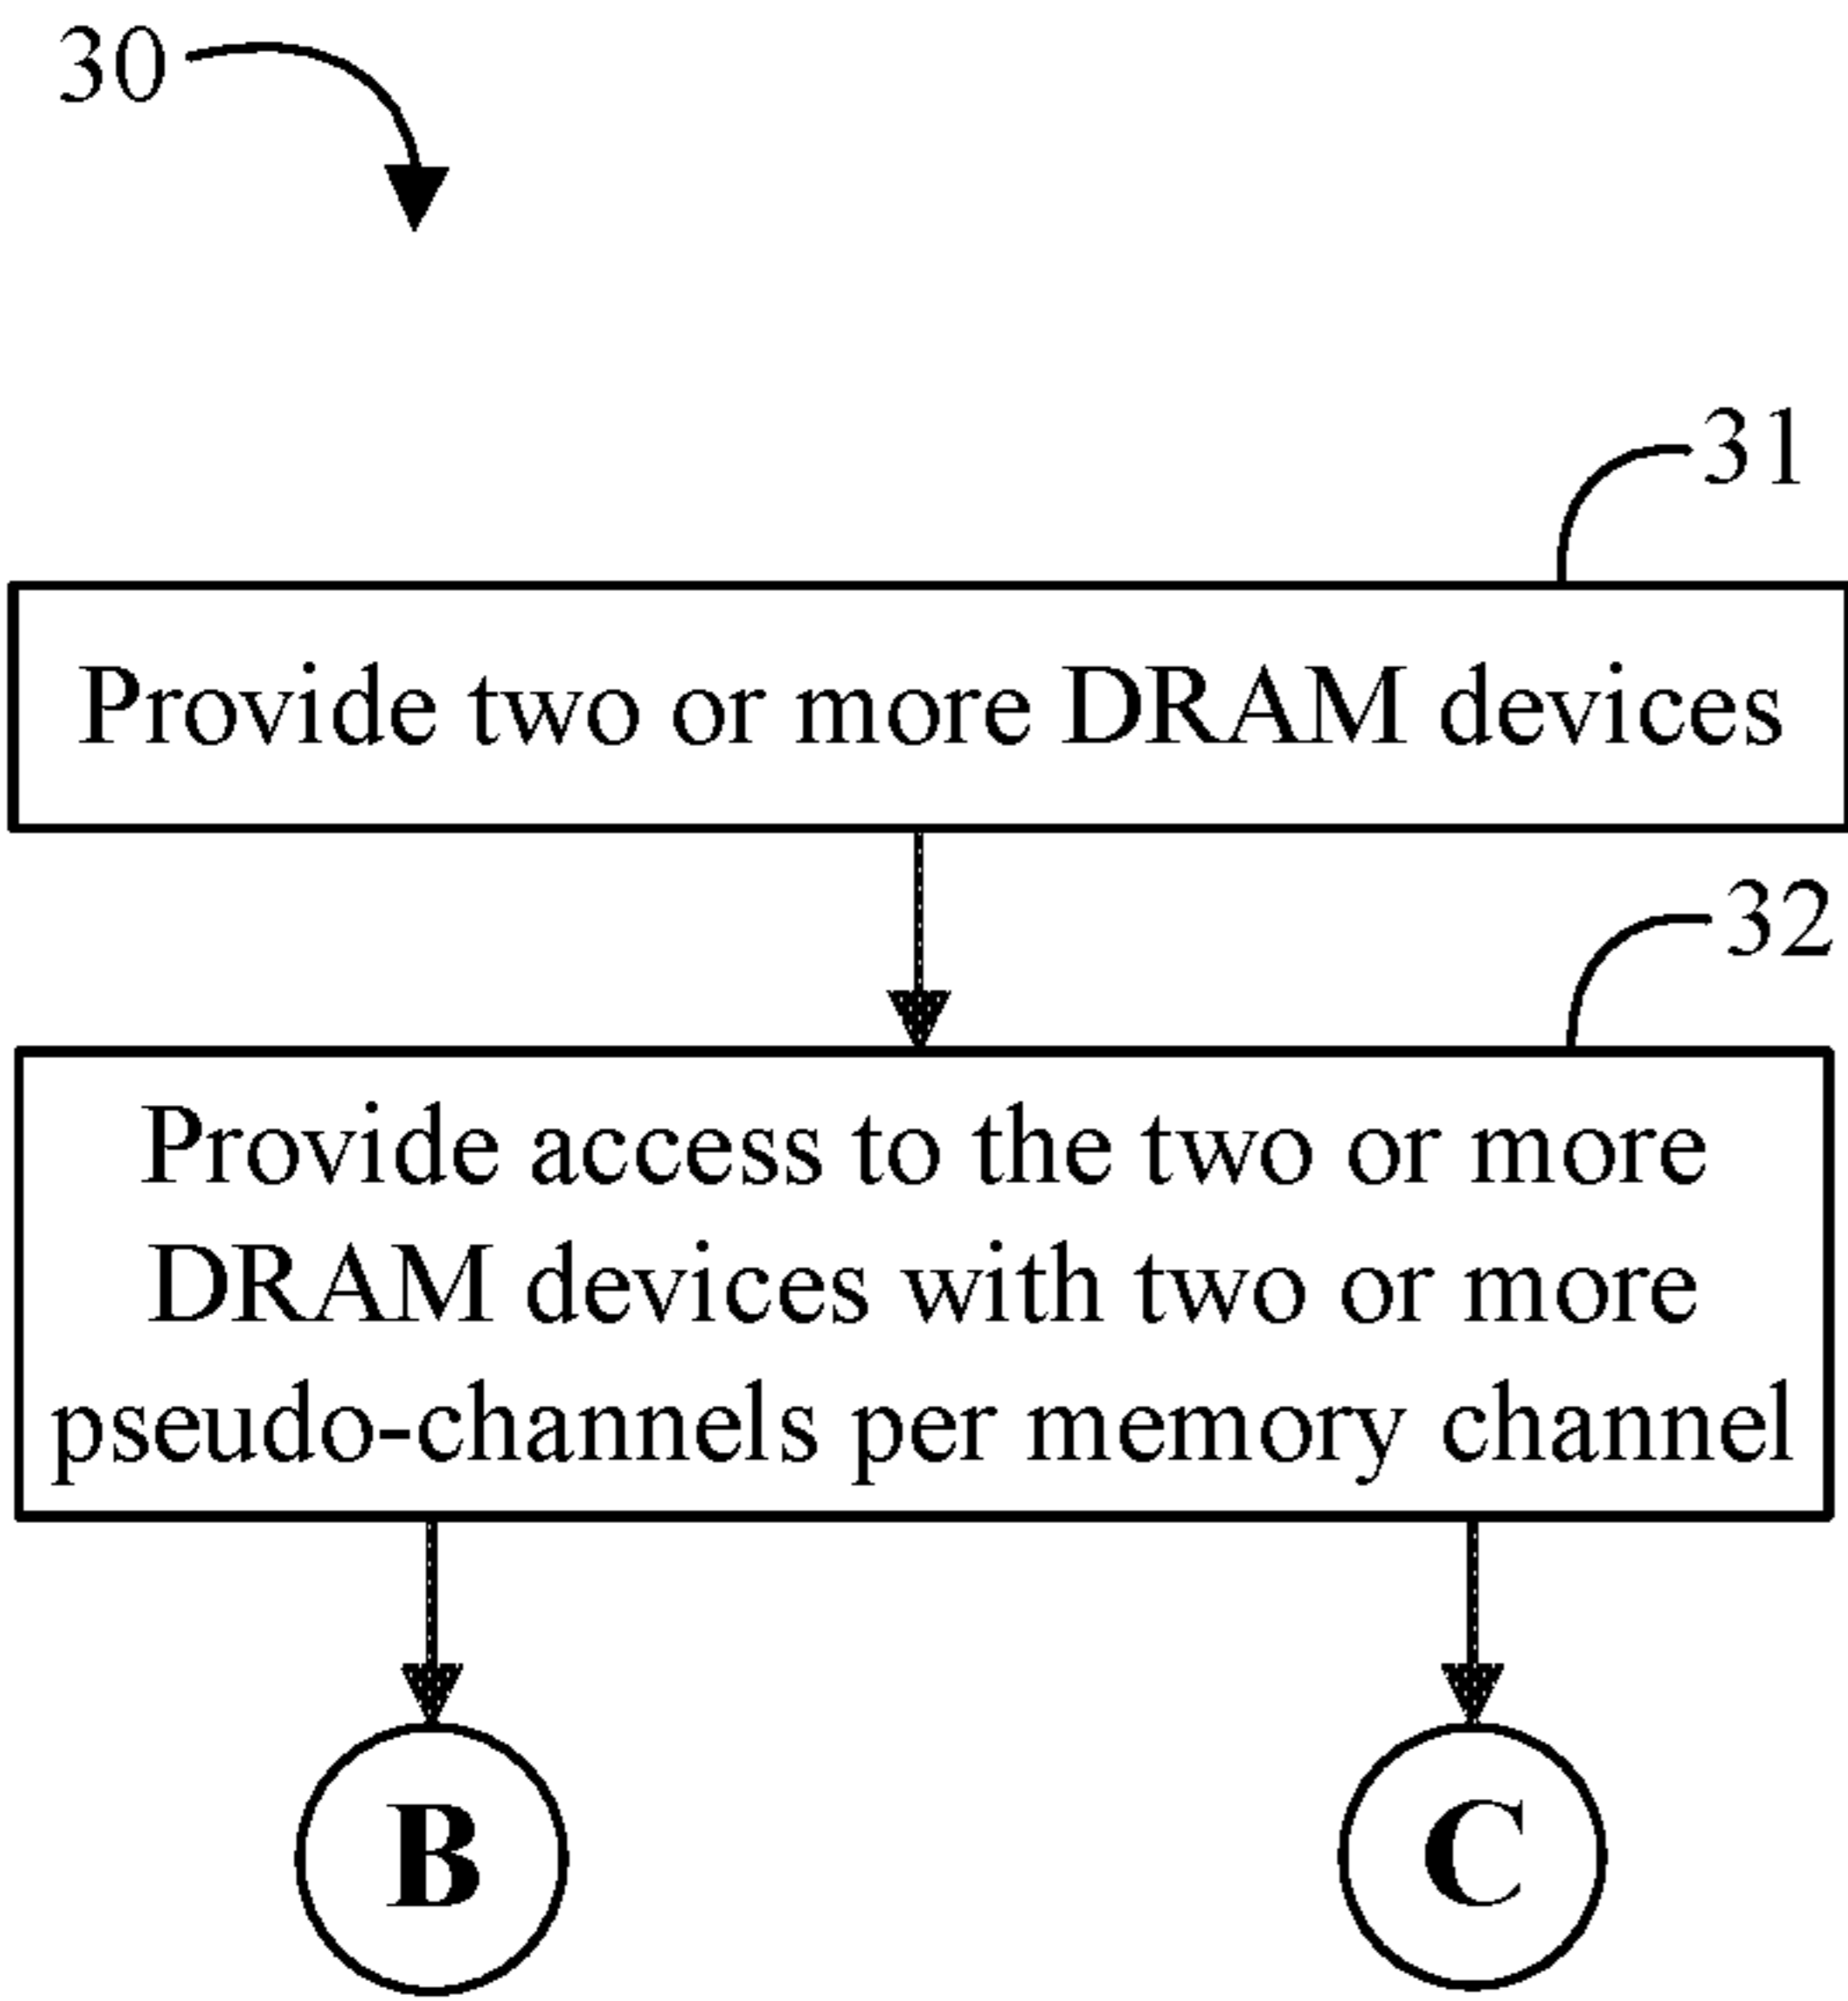 30
31
Provide two or more DRAM devices
32
Provide access to the two or more
DRAM devices with two or more
pseudo-channels per memory channel
B
C